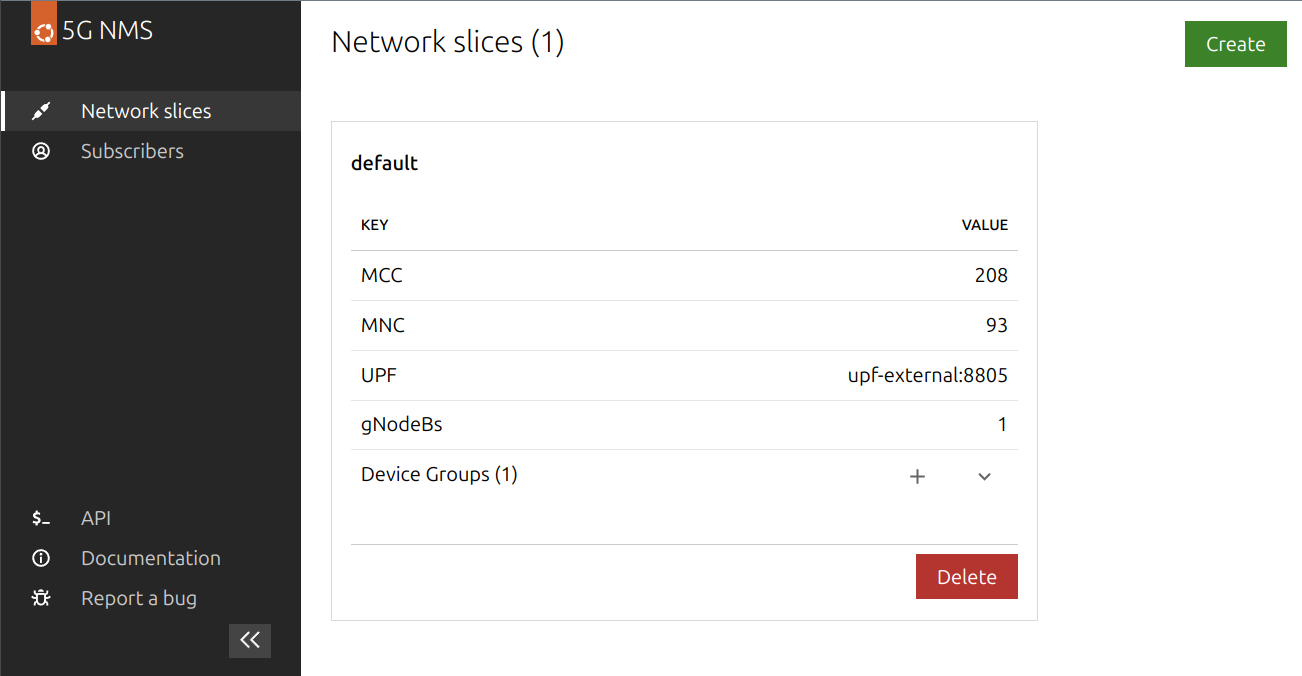 5G NMS
Network slices
Subscribers
$_ API
Documentation
Report a bug
Network slices (1)
Create
default
KEY VALUE
MCC 208
MNC 93
UPF upf-external:8805
gNodeBs 1
Device Groups (1)
Delete